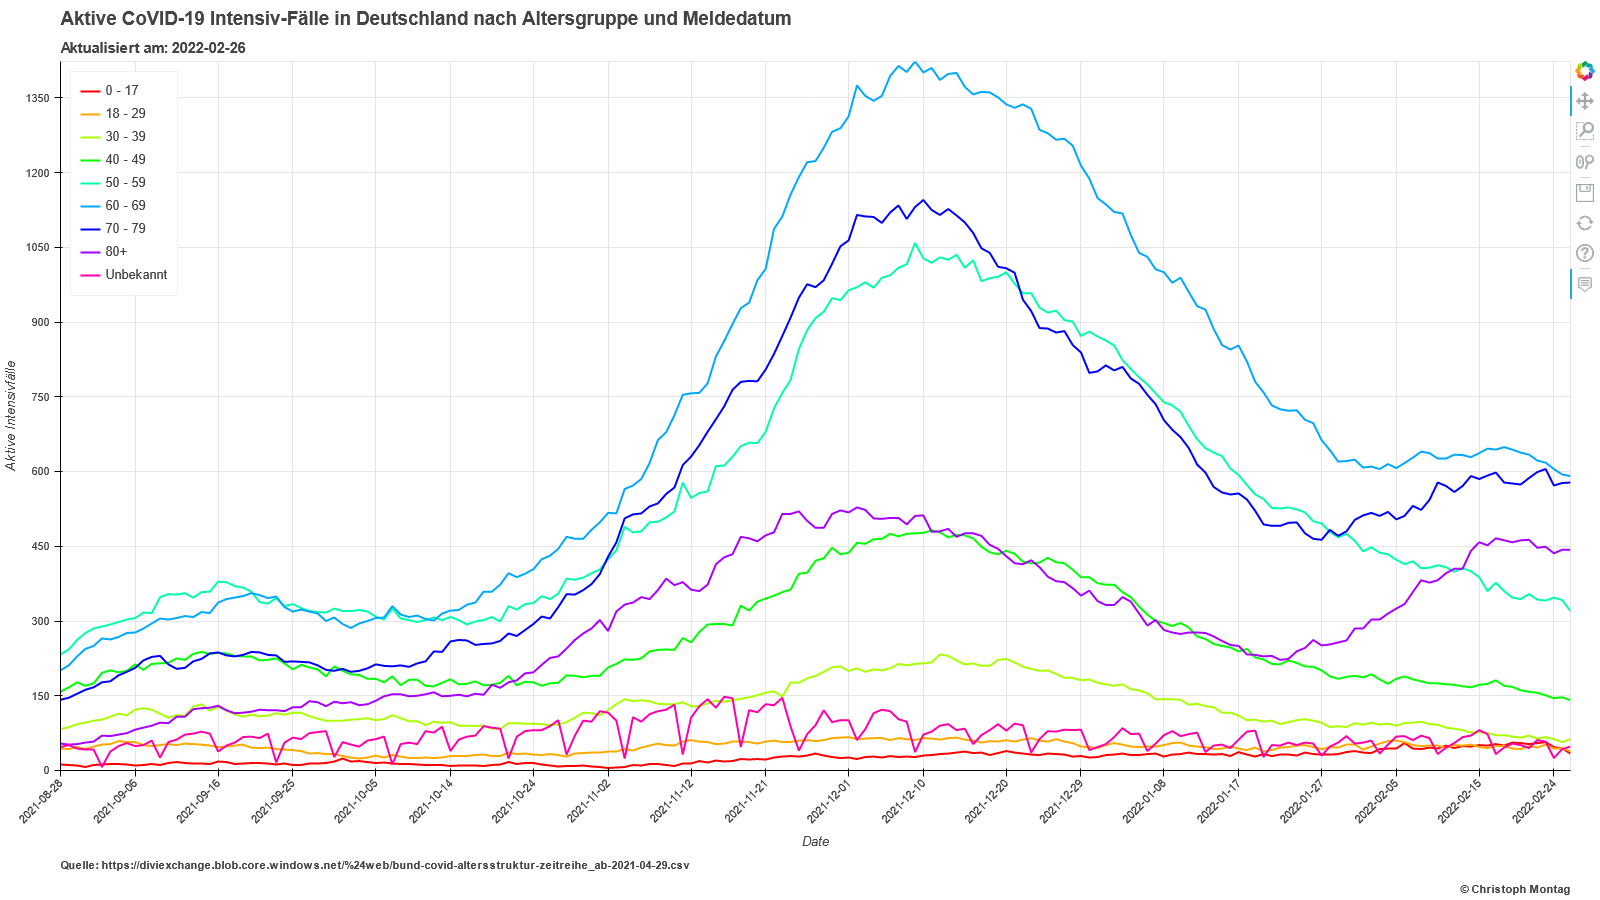 Aktive CoVID-19 Intensiv-Fälle in Deutschland nach Altersgruppe und Meldedatum
Aktualisiert am: 2022-02-26
0 - 17
18 - 29
30 - 39
40 - 49
50 - 59
60 - 69
70 - 79
80+
Unbekannt
1350
1200
1050
900
750
600
450
300
150
0
Aktive Intensivfälle
2021-08-28
2021-09-06
2021-09-16
2021-09-25
2021-10-05
2021-10-14
2021-10-24
2021-11-02
2021-11-12
2021-11-21
2021-12-01
2021-12-10
2021-12-20
2021-12-29
2022-01-08
2022-01-17
2022-01-27
2022-02-05
2022-02-15
2022-02-24
Date
Quelle: https://diviexchange.blob.core.windows.net/%24web/bund-covid-altersstruktur-zeitreihe_ab-2021-04-29.csv
© Christoph Montag